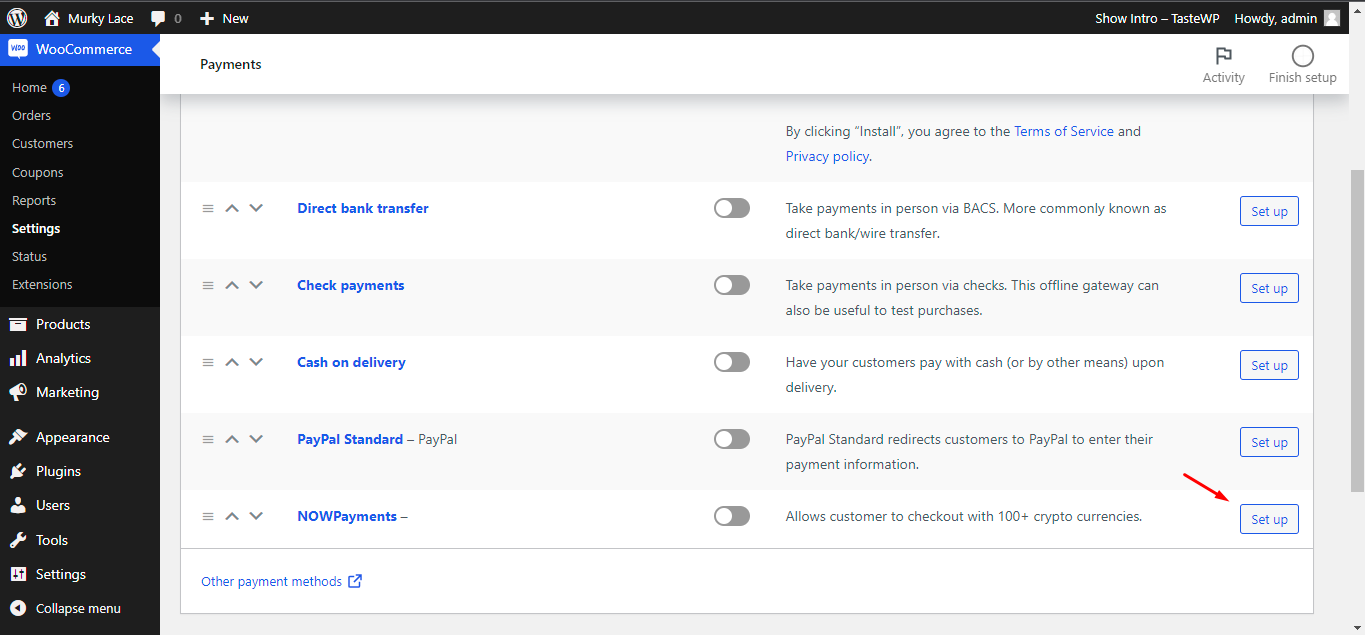 Murky Lace
0
New
Show Intro – TasteWP
Howdy, admin
WOO
WooCommerce
Home 6
Orders
Customers
Coupons
Reports
Settings
Status
Extensions
Products
Analytics
Marketing
Appearance
Plugins
Users
Tools
Settings
Collapse menu
Payments
Activity
Finish setup
By clicking “Install”, you agree to the Terms of Service and
Privacy policy.
Direct bank transfer
Take payments in person via BACS. More commonly known as
direct bank/wire transfer.
Set up
Check payments
Take payments in person via checks. This offline gateway can
also be useful to test purchases.
Set up
Cash on delivery
Have your customers pay with cash (or by other means) upon
delivery.
Set up
PayPal Standard – PayPal
PayPal Standard redirects customers to PayPal to enter their
payment information.
Set up
NOWPayments –
Allows customer to checkout with 100+ crypto currencies.
Set up
Other payment methods